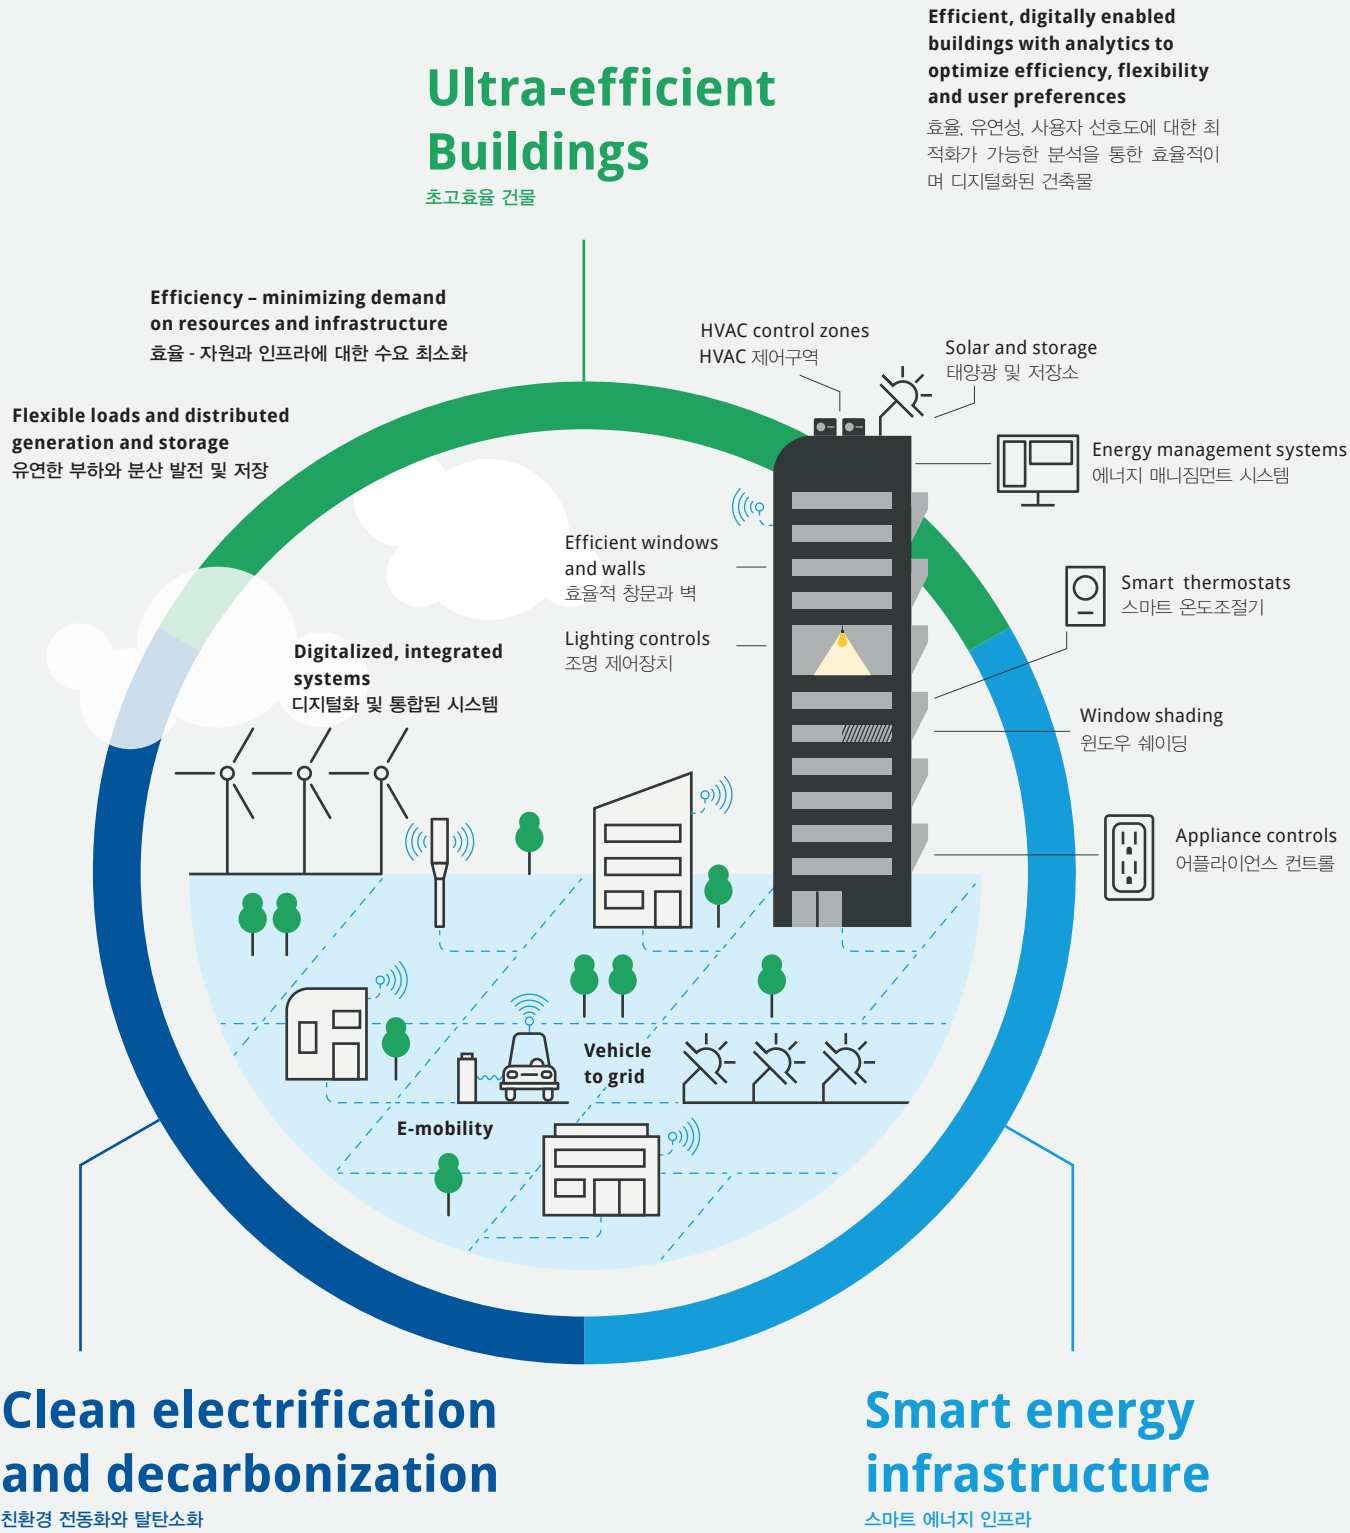 Efficient, digitally enabled
buildings with analytics to
optimize efficiency, flexibility
and user preferences
효율, 유연성, 사용자 선호도에 대한 최
적화가 가능한 분석을 통한 효율적이
며 디지털화된 건축물
Ultra-efficient
Buildings
초고효율 건물
Efficiency – minimizing demand
on resources and infrastructure
효율 - 자원과 인프라에 대한 수요 최소화
HVAC control zones
HVAC 제어구역
Solar and storage
태양광 및 저장소
Flexible loads and distributed
generation and storage
유연한 부하와 분산 발전 및 저장
Energy management systems
에너지 매니짐먼트 시스템
Efficient windows
and walls
효율적 창문과 벽
Smart thermostats
스마트 온도조절기
Lighting controls
조명 제어장치
Digitalized, integrated
systems
디지털화 및 통합된 시스템
Window shading
윈도우 쉐이딩
Appliance controls
어플라이언스 컨트롤
Vehicle
to grid
E-mobility
Clean electrification
and decarbonization
친환경 전동화와 탈탄소화
Smart energy
infrastructure
스마트 에너지 인프라